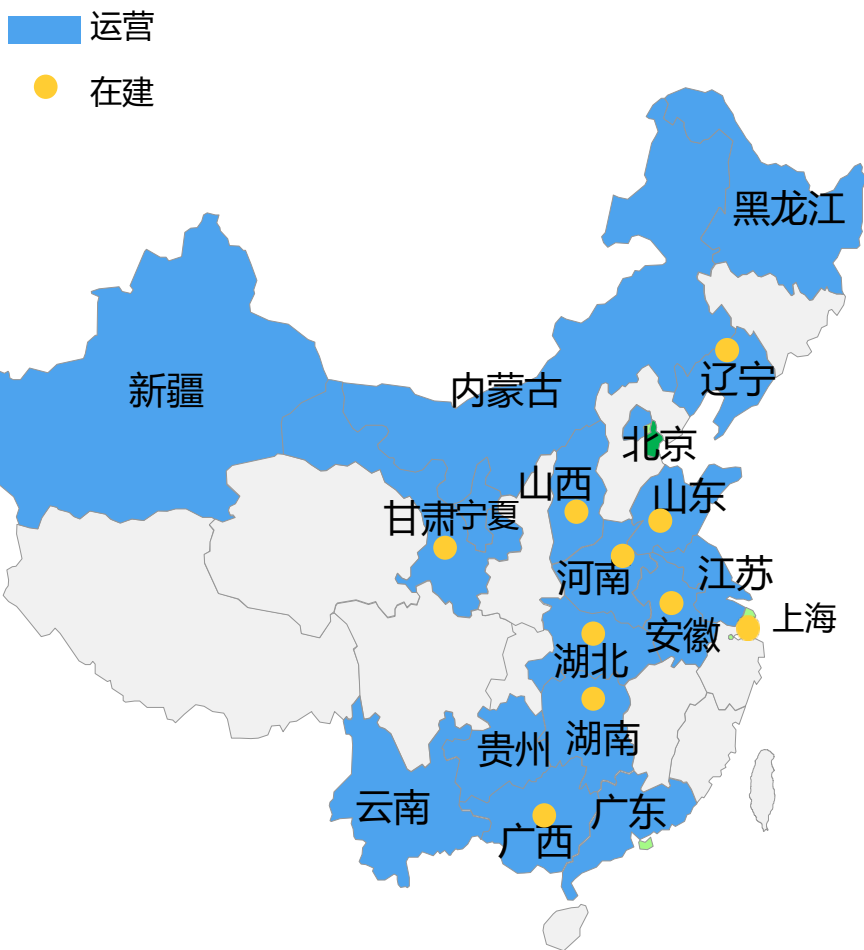 运营
在建
黑龙江
辽宁
新疆
内蒙古
北京
山西
山东
甘肃
宁夏
河南
江苏
上海
安徽
湖北
湖南
贵州
云南
广东
广西